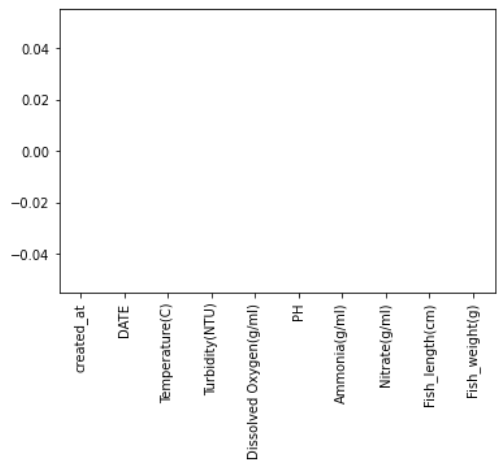 0.04
0.02
0.00
−0.02
−0.04
created_at
DATE
Temperature(C)
Turbidity(NTU)
Dissolved Oxygen(g/ml)
PH
Ammonia(g/ml)
Nitrate(g/ml)
Fish_length(cm)
Fish_weight(g)